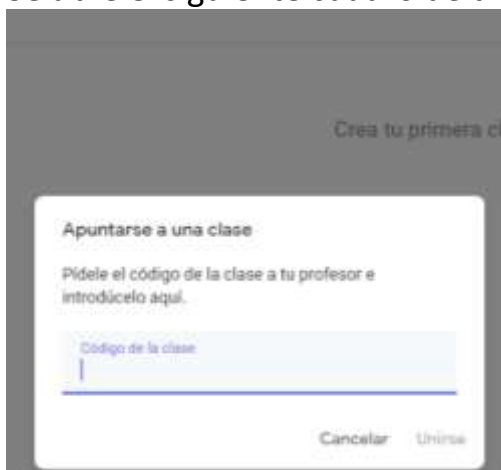 Crea tu primera
Apuntarse a una clase
Pídele el código de la clase a tu profesor e
introdúcelo aquí.
Código de la clase
Cancelar Unirse